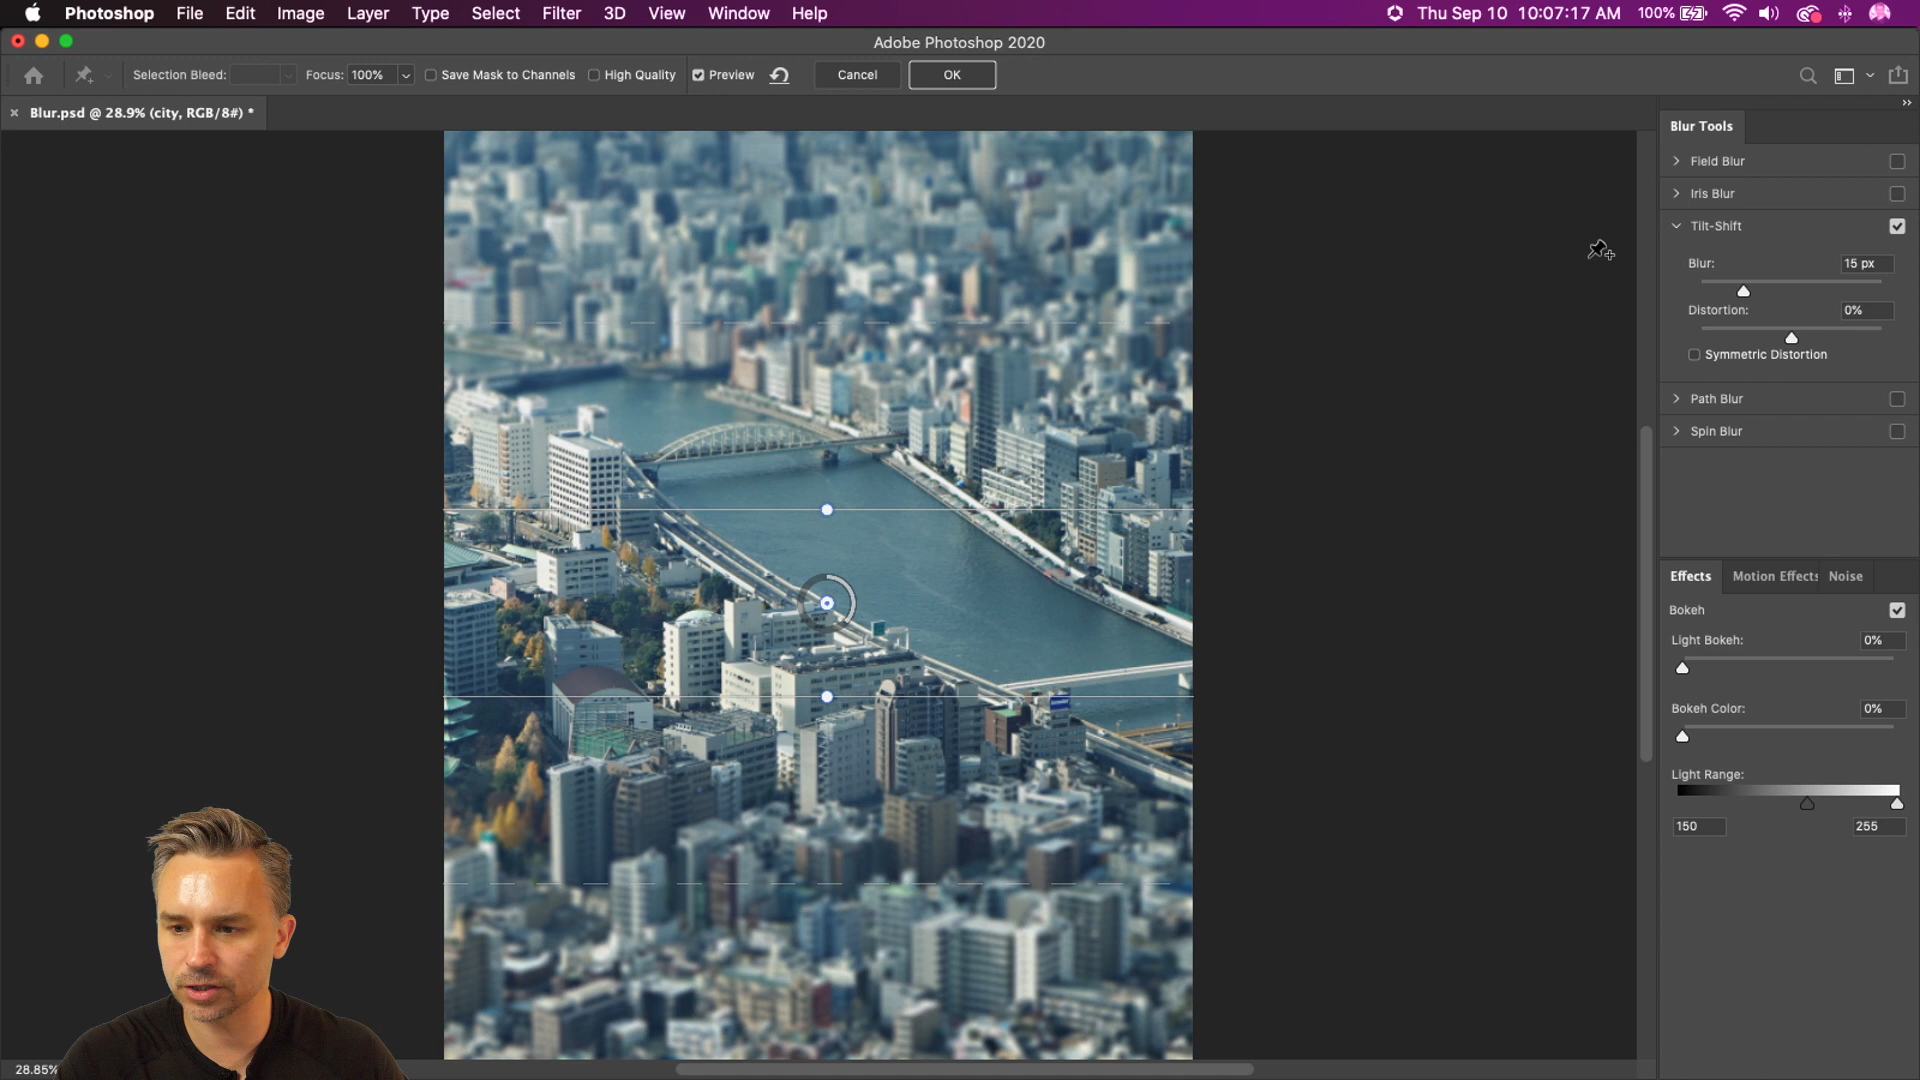 Photoshop File Edit Image Layer Type Select Filter 3D View Window Help 100% Thu Sep 10 10:07:17 AM
Adobe Photoshop 2020
Selection Bleed: Focus: 100% Save Mask to Channels High Quality Preview Cancel OK
× Blur.psd @ 28.9% (city, RGB/8#) *
Blur Tools
Field Blur
Iris Blur
Tilt-Shift
Blur: 15 px
Distortion: 0%
Symmetric Distortion
Path Blur
Spin Blur
Effects Motion Effects Noise
Bokeh
Light Bokeh: 0%
Bokeh Color: 0%
Light Range:
150 255
28.85%